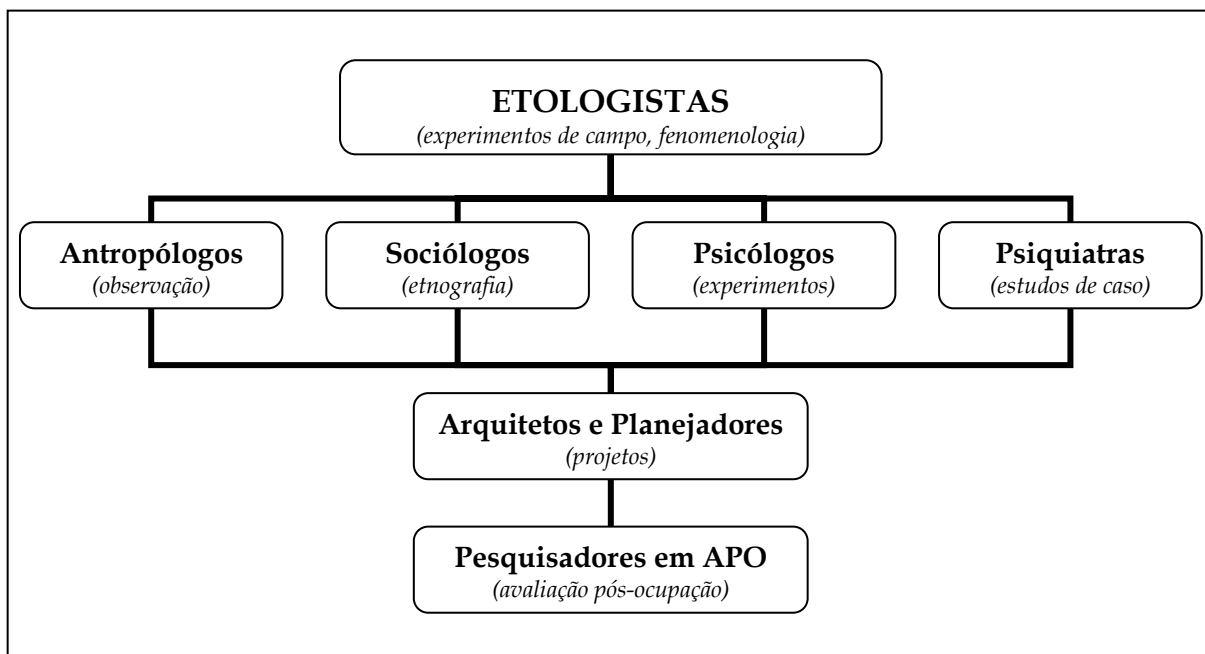 ETOLOGISTAS
(experimentos de campo, fenomenologia)
Antropólogos
(observação)
Sociólogos
(etnografia)
Psicólogos
(experimentos)
Psiquiatras
(estudos de caso)
Arquitetos e Planejadores
(projetos)
Pesquisadores em APO
(avaliação pós-ocupação)